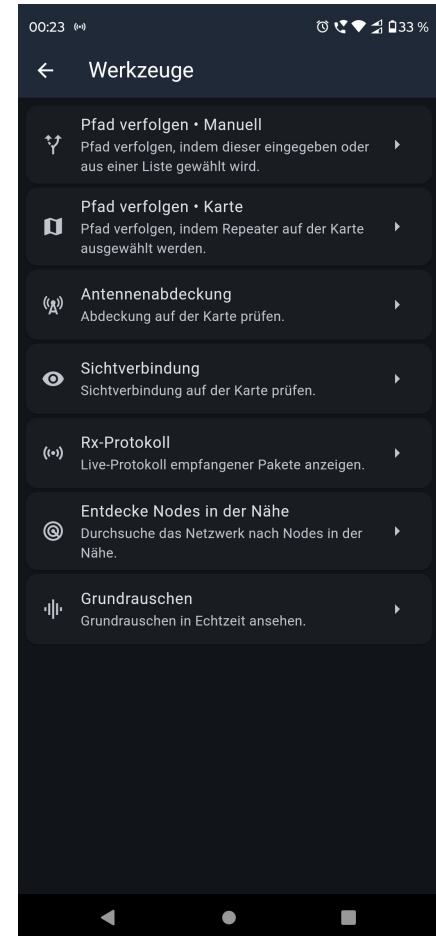 00:23 33 %
Werkzeuge
Pfad verfolgen • Manuell
Pfad verfolgen, indem dieser eingegeben oder
aus einer Liste gewählt wird.
Pfad verfolgen • Karte
Pfad verfolgen, indem Repeater auf der Karte
ausgewählt werden.
Antennenabdeckung
Abdeckung auf der Karte prüfen.
Sichtverbindung
Sichtverbindung auf der Karte prüfen.
Rx-Protokoll
Live-Protokoll empfangener Pakete anzeigen.
Entdecke Nodes in der Nähe
Durchsuche das Netzwerk nach Nodes in der
Nähe.
Grundrauschen
Grundrauschen in Echtzeit ansehen.